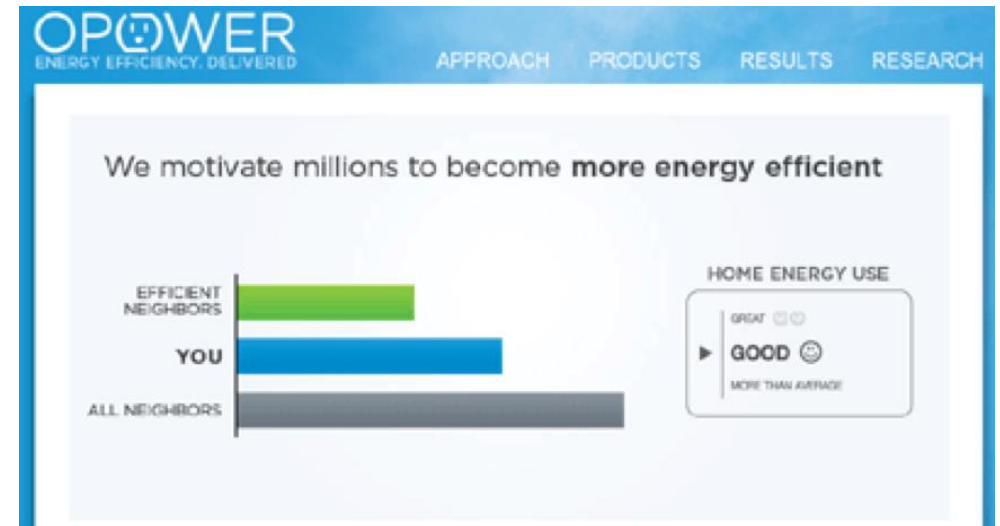 OPOWER
ENERGY EFFICIENCY. DELIVERED
APPROACH PRODUCTS RESULTS RESEARCH
We motivate millions to become more energy efficient
EFFICIENT
NEIGHBORS
YOU
ALL NEIGHBORS
HOME ENERGY USE
GREAT
GOOD
MORE THAN AVERAGE